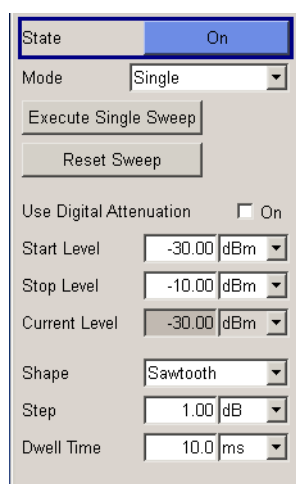 State On
Mode Single
Execute Single Sweep
Reset Sweep
Use Digital Attenuation On
Start Level -30.00 dBm
Stop Level -10.00 dBm
Current Level -30.00 dBm
Shape Sawtooth
Step 1.00 dB
Dwell Time 10.0 ms